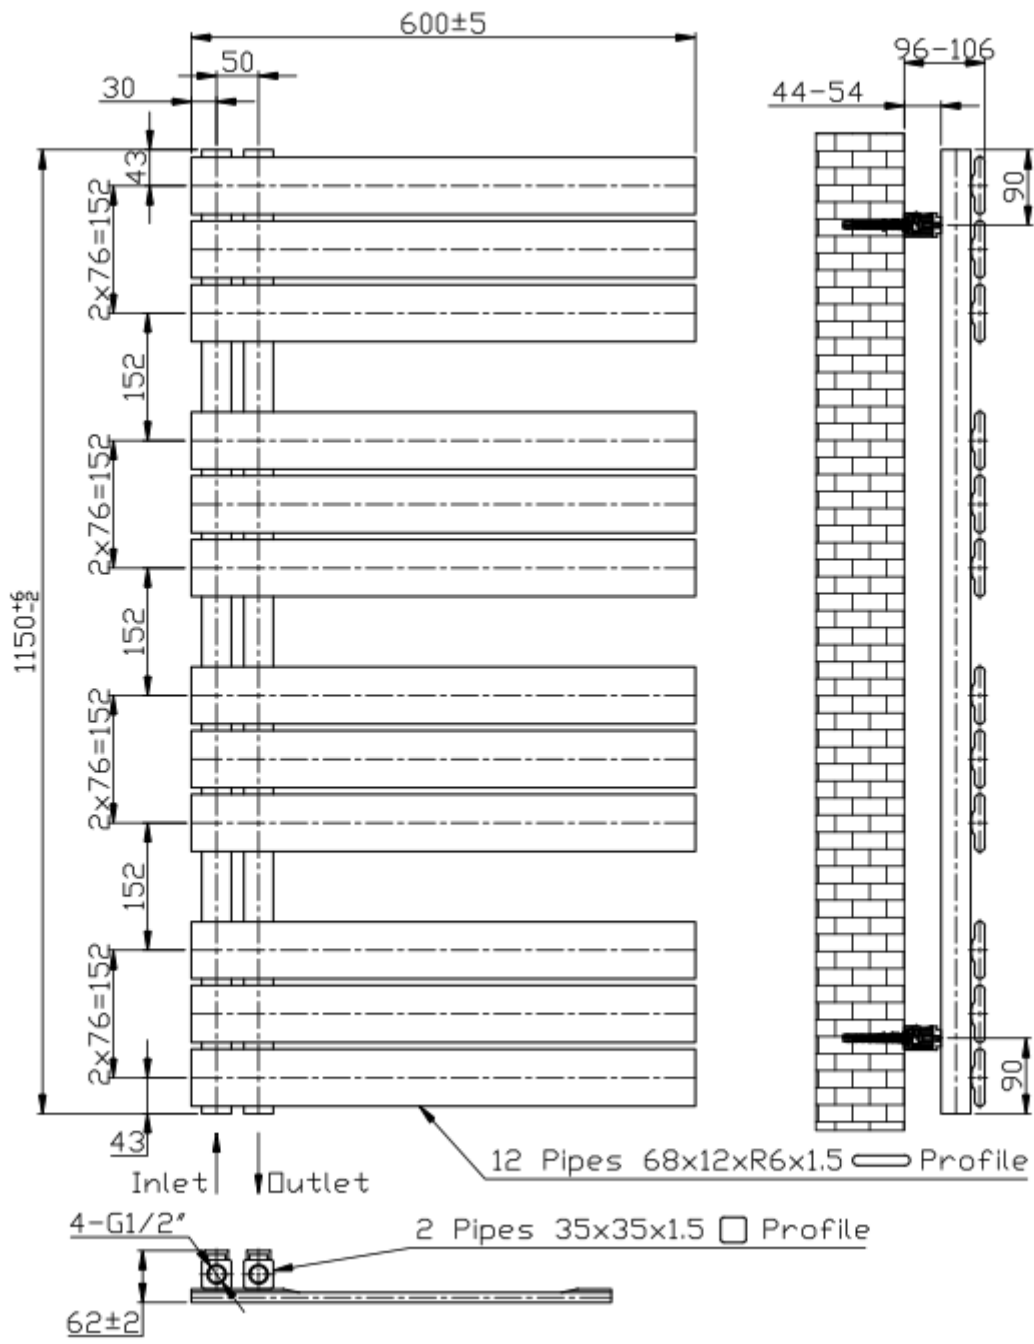 600±5
50
30
43
2x76=152
152
2x76=152
152
2x76=152
152
2x76=152
43
1150+6-2
96-106
44-54
90
90
12 Pipes 68x12xR6x1.5 Profile
Inlet
Outlet
4-G1/2"
2 Pipes 35x35x1.5 Profile
62±2